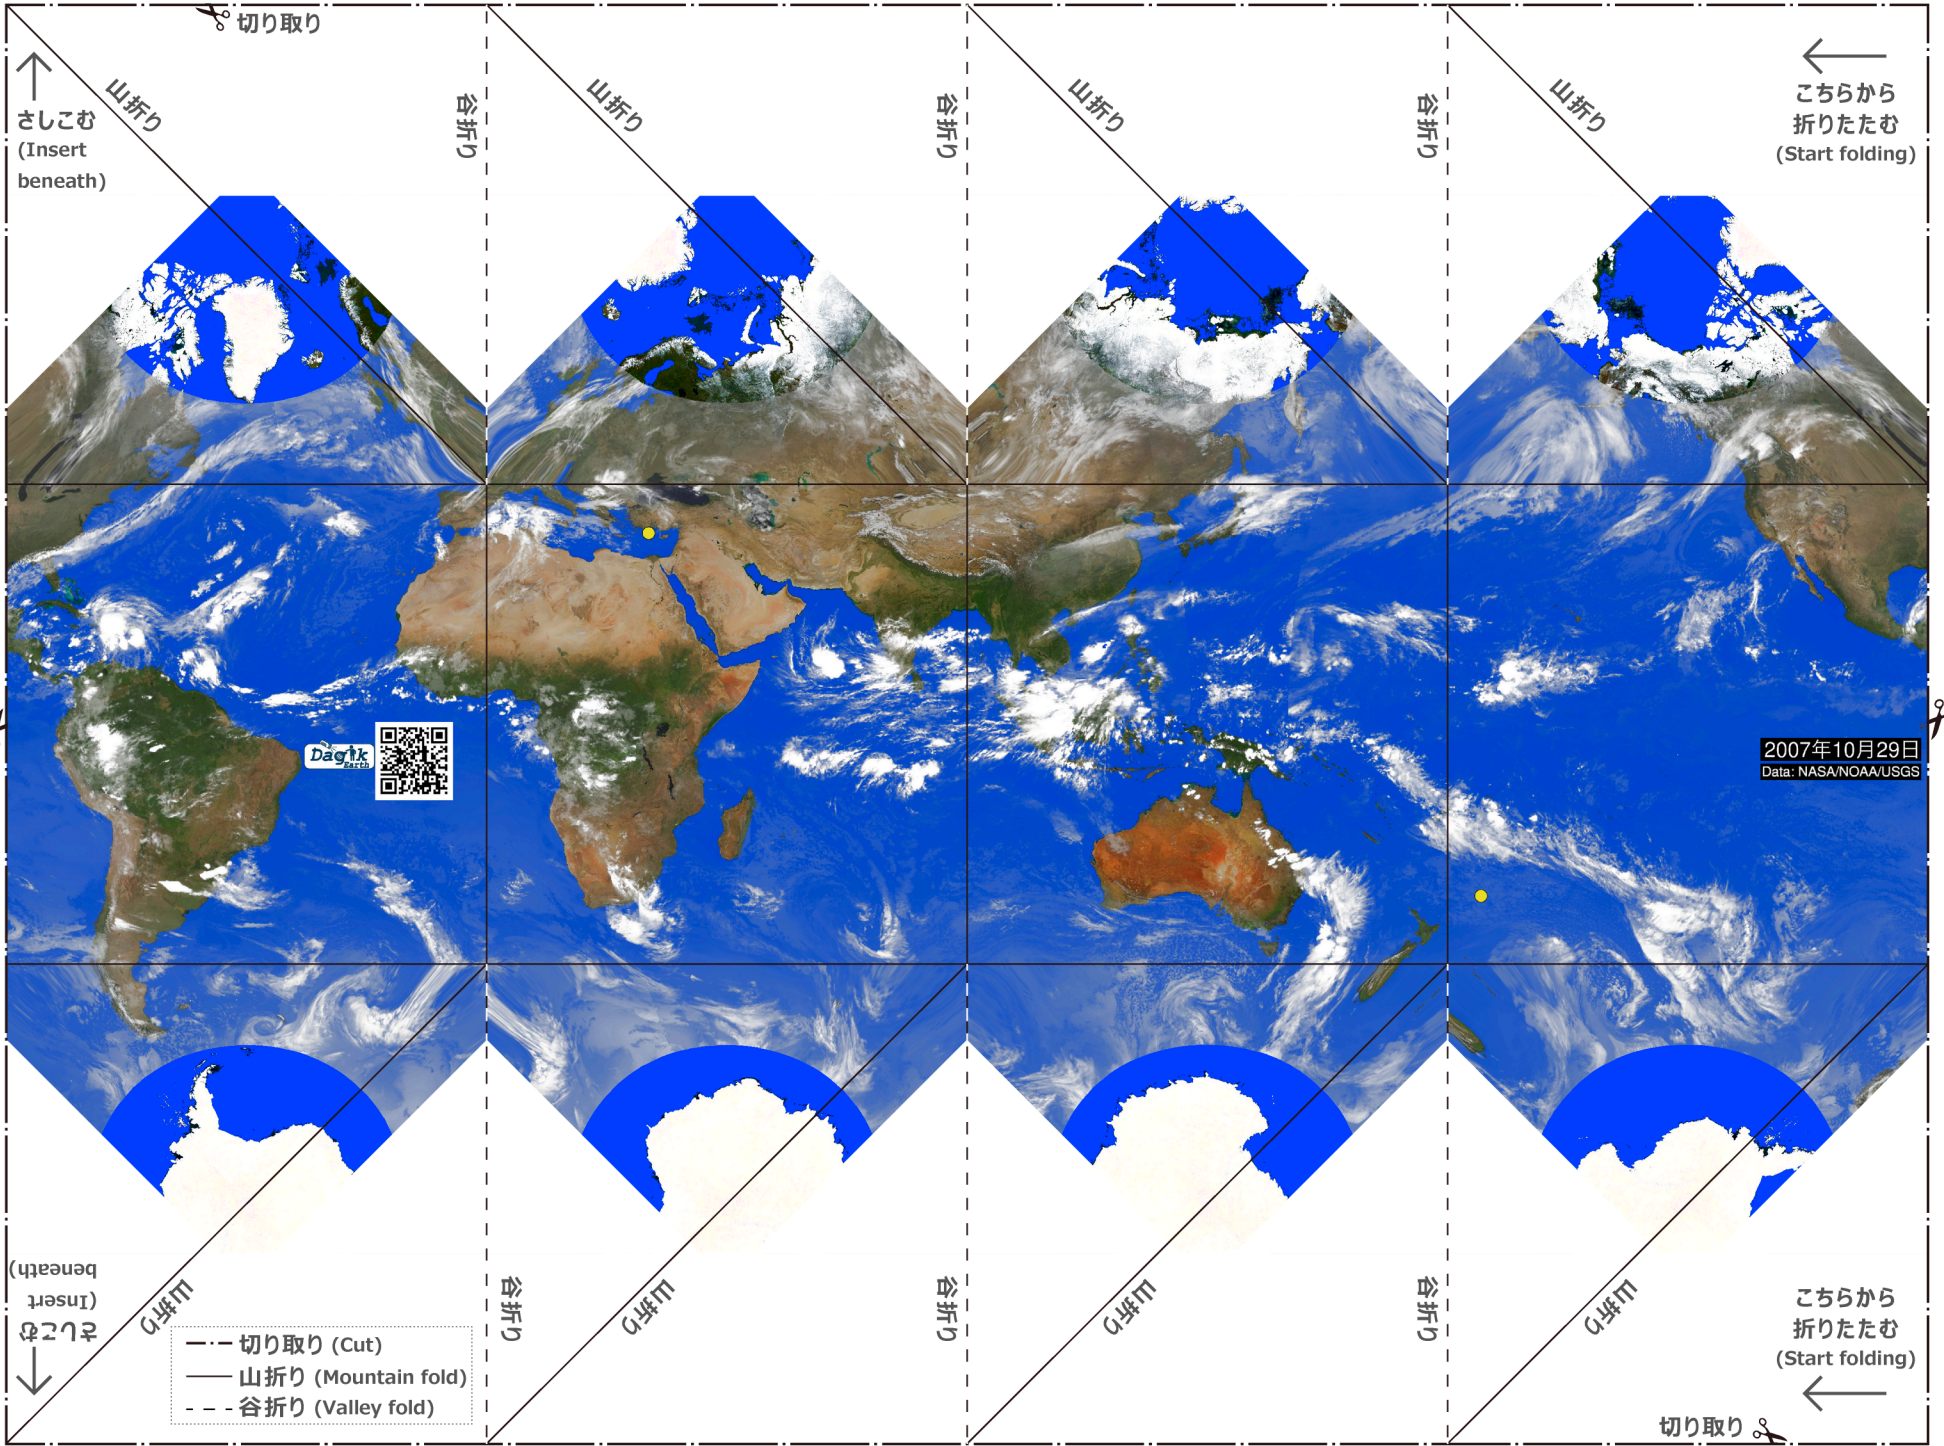 切り取り
山折り
谷折り
山折り
谷折り
山折り
谷折り
山折り
さしこむ
(Insert
beneath)
こちらから
折りたたむ
(Start folding)
Dagik
Earth
2007年10月29日
Data: NASA/NOAA/USGS
さしこむ
(Insert
beneath)
山折り
谷折り
山折り
谷折り
山折り
谷折り
山折り
こちらから
折りたたむ
(Start folding)
切り取り (Cut)
山折り (Mountain fold)
谷折り (Valley fold)
切り取り